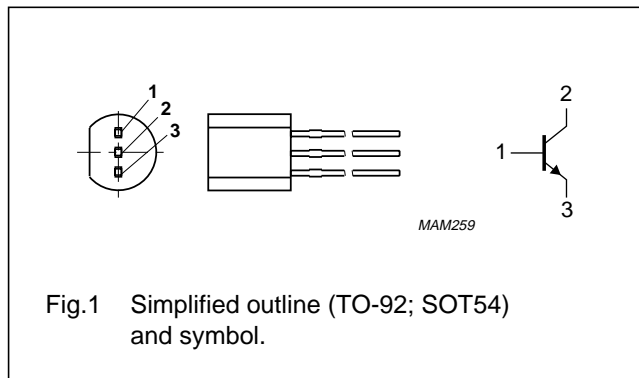 1
2
3
2
1
3
MAM259
Fig.1 Simplified outline (TO-92; SOT54)
and symbol.